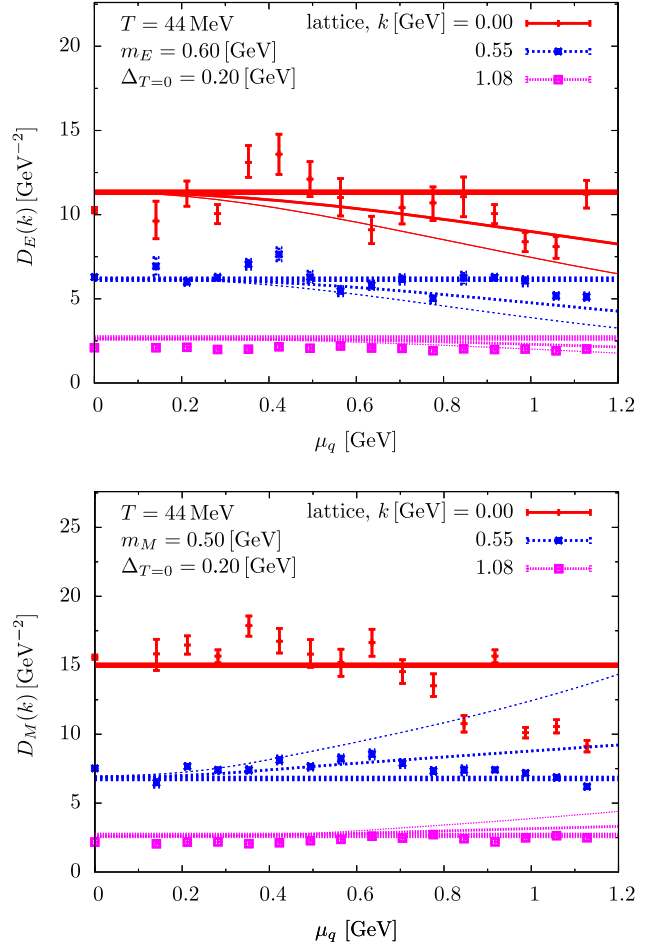 T = 44 MeV lattice, k [GeV] = 0.00
m_E = 0.60 [GeV] 0.55
Δ_{T=0} = 0.20 [GeV] 1.08
20
15
10
5
0
D_E(k) [GeV⁻²]
0 0.2 0.4 0.6 0.8 1 1.2
μ_q [GeV]
T = 44 MeV lattice, k [GeV] = 0.00
m_M = 0.50 [GeV] 0.55
Δ_{T=0} = 0.20 [GeV] 1.08
25
20
15
10
5
0
D_M(k) [GeV⁻²]
0 0.2 0.4 0.6 0.8 1 1.2
μ_q [GeV]